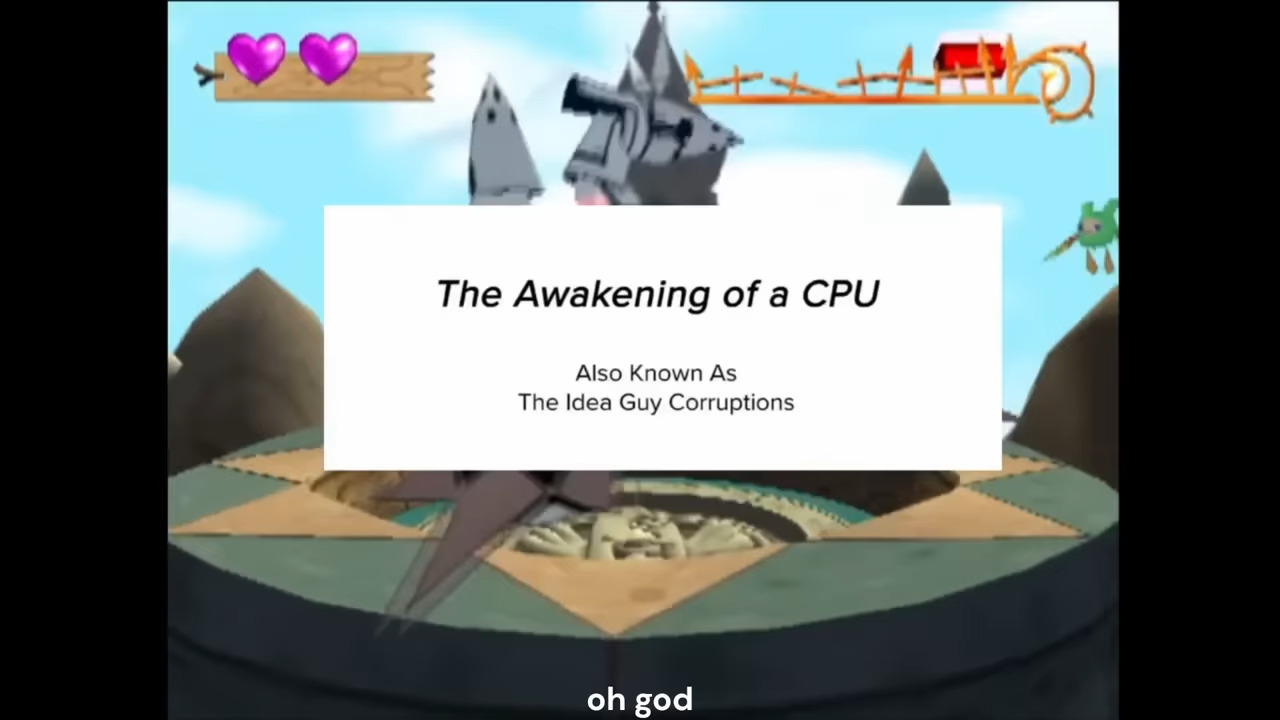 The Awakening of a CPU
Also Known As
The Idea Guy Corruptions
oh god